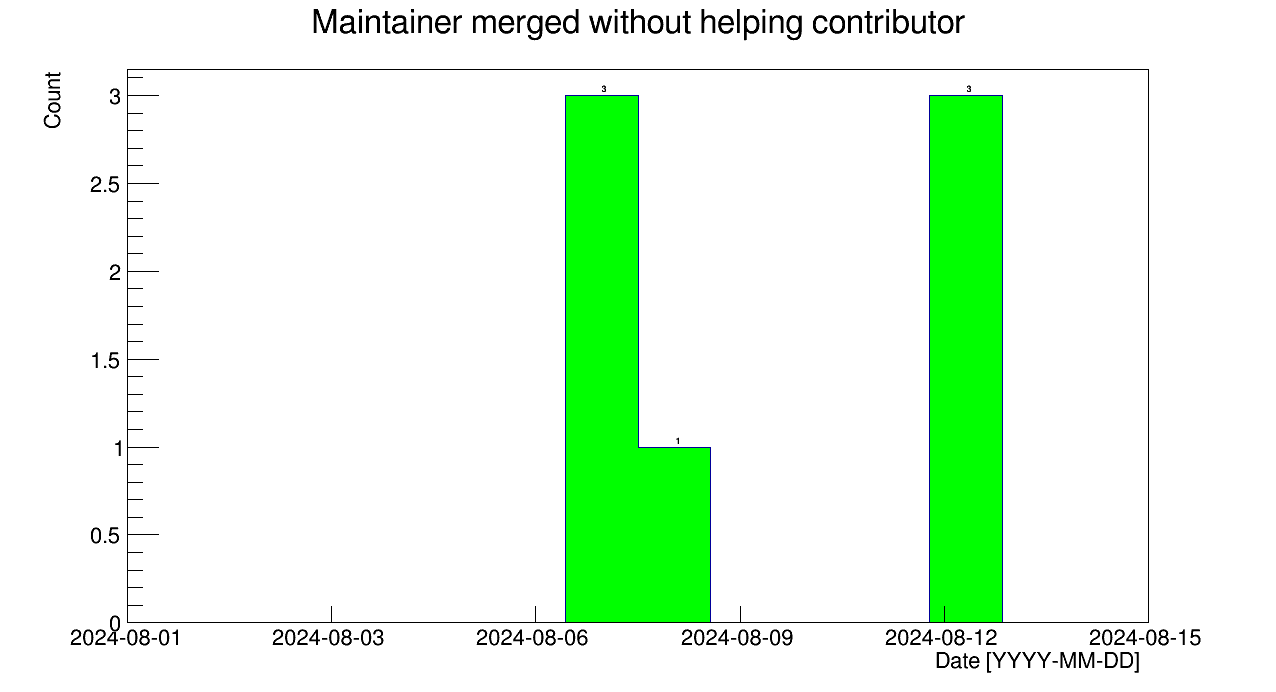 Maintainer merged without helping contributor
Count
3
2.5
2
1.5
1
0.5
0
3
1
3
2024-08-01 2024-08-03 2024-08-06 2024-08-09 2024-08-12 2024-08-15
Date [YYYY-MM-DD]